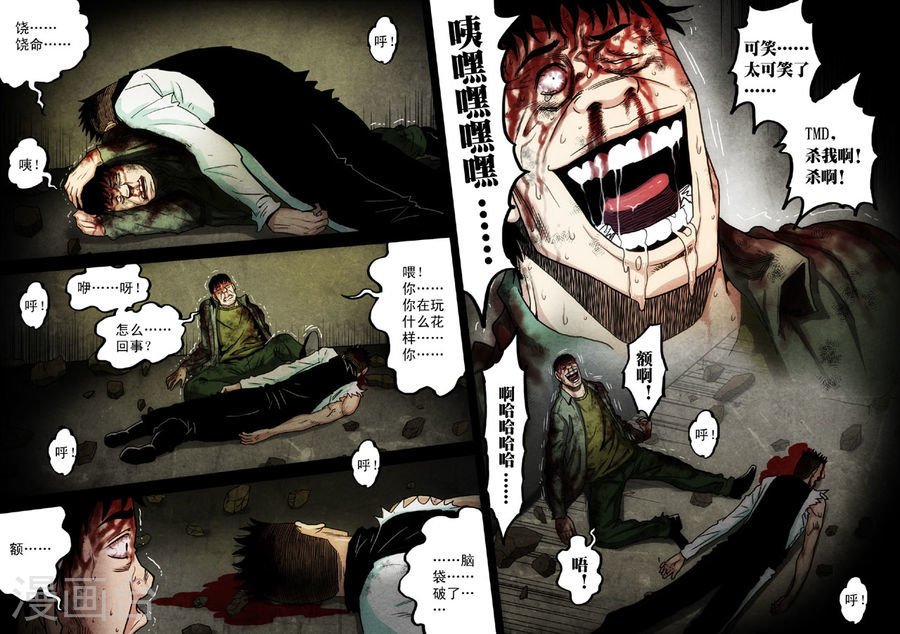 饶……
饶命……
呼！
咦！
呼！
咿……呀！
怎么……
回事？
喂！
你……
你在玩
什么花
样……
你……
呼！
呼！
额……
……脑
袋……
破了…
…
咦嘿嘿嘿嘿……
可笑……
太可笑了
……
TMD，
杀我啊！
杀啊！
额啊！
啊哈哈哈哈……
呼！
唔！
呼！
漫画